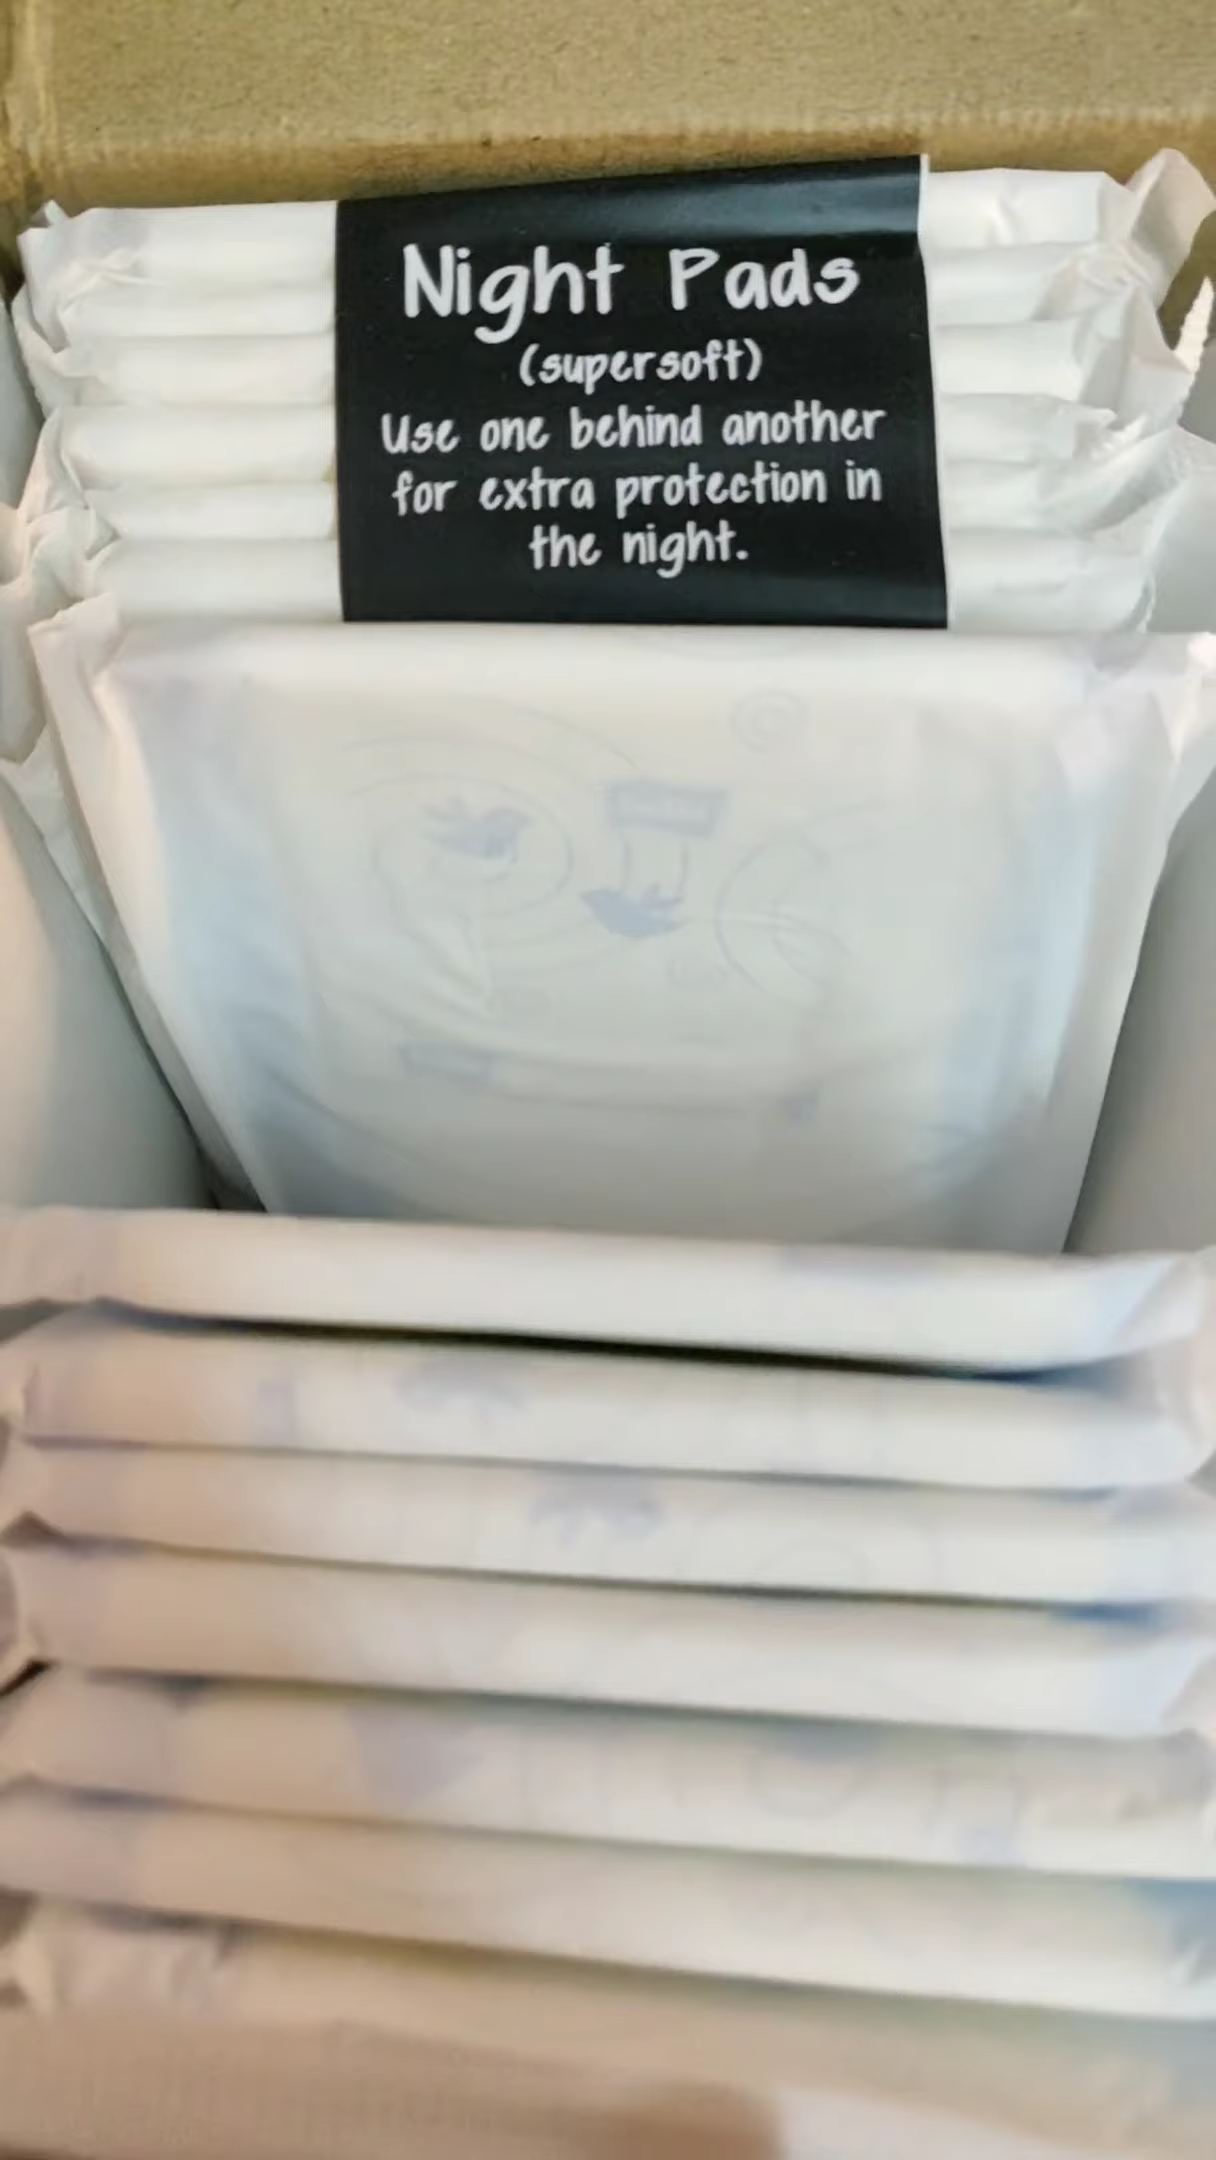 Night Pads
(supersoft)
Use one behind another
for extra protection in
the night.